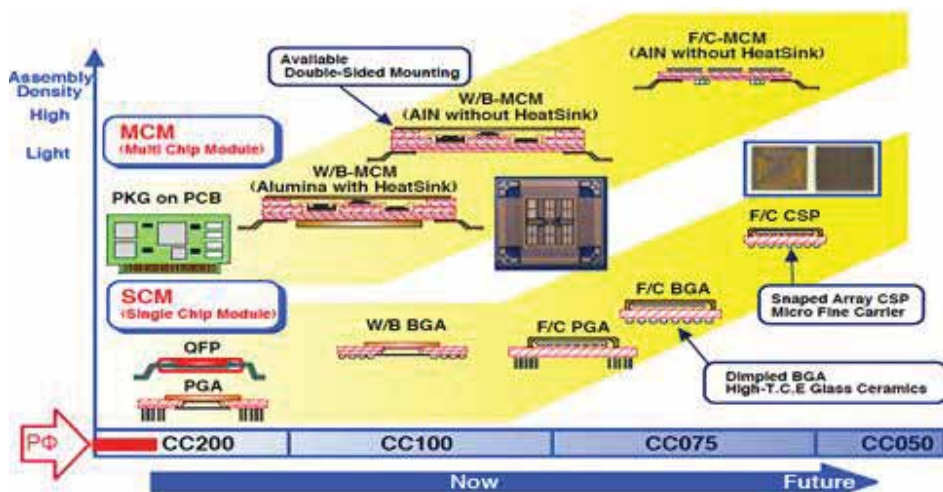 F/C-MCM
(AlN without HeatSink)
Available
Double-Sided Mounting
Assembly
Density
High
Light
W/B-MCM
(AlN without HeatSink)
MCM
(Multi Chip Module)
W/B-MCM
(Alumina with HeatSink)
PKG on PCB
F/C CSP
SCM
(Single Chip Module)
F/C BGA
Snaped Array CSP
Micro Fine Carrier
W/B BGA
F/C PGA
QFP
PGA
Dimpled BGA
High-T.C.E Glass Ceramics
РФ
CC200
CC100
CC075
CC050
Now
Future